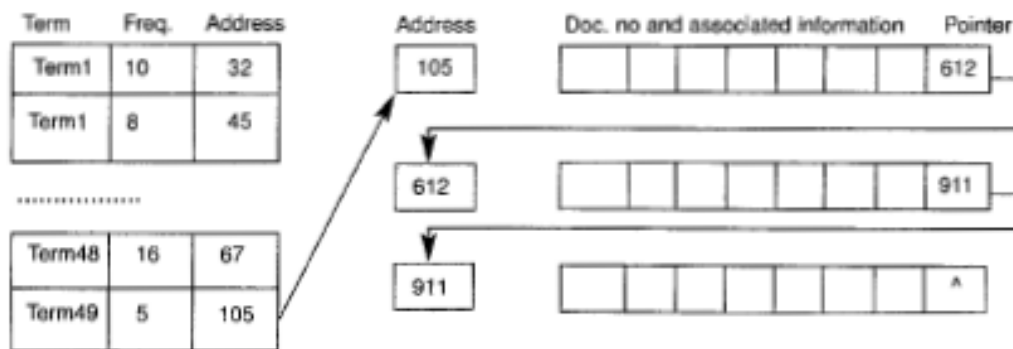 Term Freq. Address
Term1 10 32
Term1 8 45
Term48 16 67
Term49 5 105
Address Doc. no and associated information Pointer
105 612
612 911
911 ^